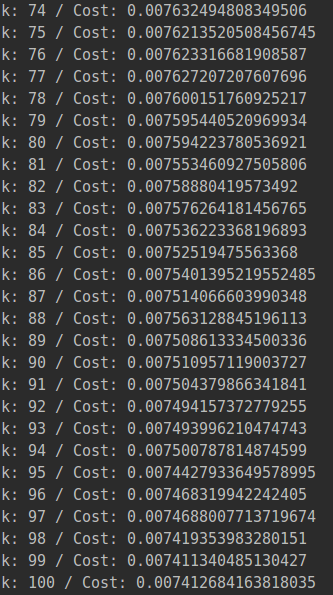 k: 74 / Cost: 0.007632494808349506
k: 75 / Cost: 0.0076213520508456745
k: 76 / Cost: 0.007623316681908587
k: 77 / Cost: 0.007627207207607696
k: 78 / Cost: 0.007600151760925217
k: 79 / Cost: 0.007595440520969934
k: 80 / Cost: 0.007594223780536921
k: 81 / Cost: 0.007553460927505806
k: 82 / Cost: 0.00758880419573492
k: 83 / Cost: 0.007576264181456765
k: 84 / Cost: 0.007536223368196893
k: 85 / Cost: 0.00752519475563368
k: 86 / Cost: 0.0075401395219552485
k: 87 / Cost: 0.007514066603990348
k: 88 / Cost: 0.007563128845196113
k: 89 / Cost: 0.007508613334500336
k: 90 / Cost: 0.007510957119003727
k: 91 / Cost: 0.007504379866341841
k: 92 / Cost: 0.007494157372779255
k: 93 / Cost: 0.007493996210474743
k: 94 / Cost: 0.007500787814874599
k: 95 / Cost: 0.0074427933649578995
k: 96 / Cost: 0.007468319942242405
k: 97 / Cost: 0.0074688007713719674
k: 98 / Cost: 0.007419353983280151
k: 99 / Cost: 0.007411340485130427
k: 100 / Cost: 0.007412684163818035